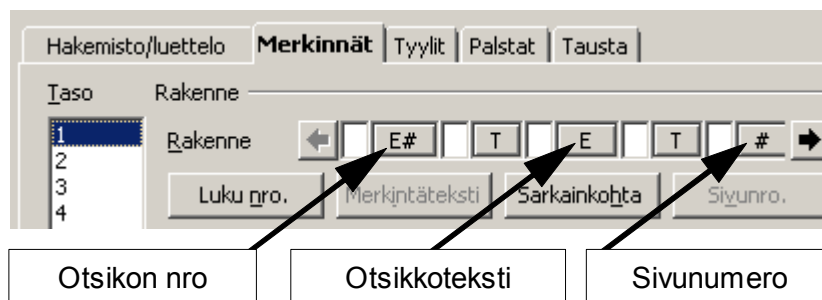 Hakemisto/luettelo Merkinnät Tyylit Palstat Tausta
Taso Rakenne
1 Rakenne E# T E T #
2
3 Luku nro. Merkintäteksti Sarkainkohta Sivunro.
4
Otsikon nro Otsikkoteksti Sivunumero